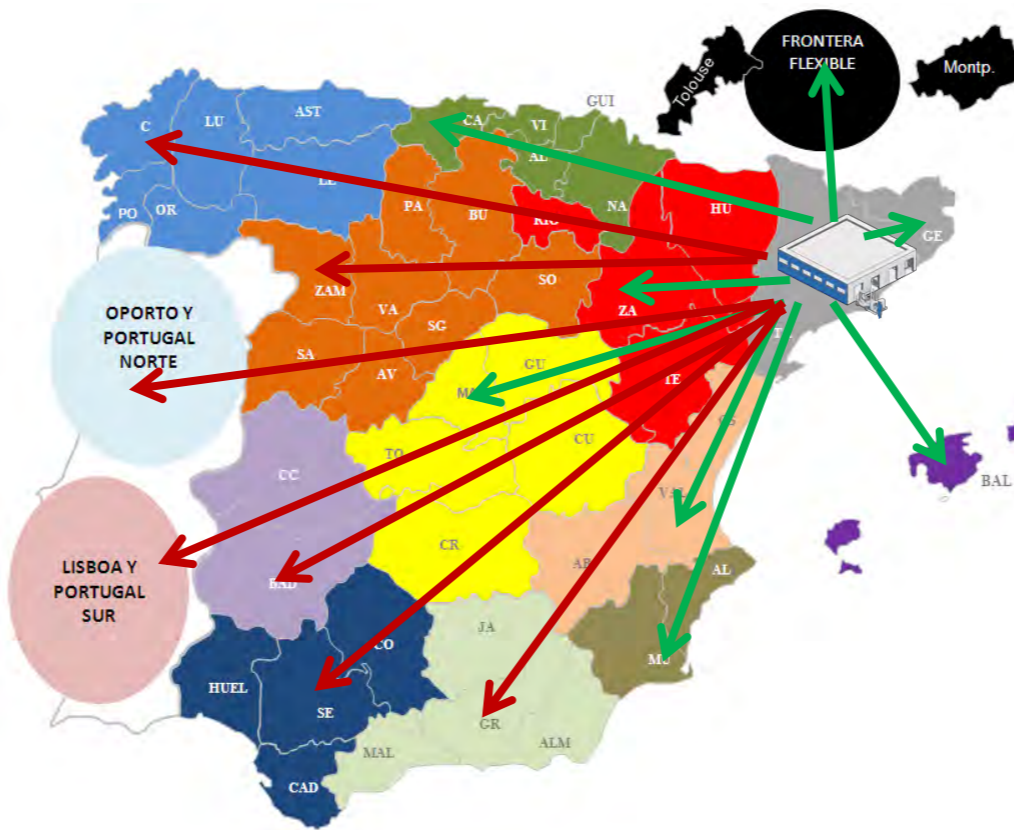 FRONTERA
FLEXIBLE
Tolouse
Montp.
GUI
C
LU
AST
CA
VI
AL
LE
PO
OR
PA
BU
RIO
NA
HU
GE
ZAM
VA
SO
ZA
OPORTO Y
PORTUGAL
NORTE
SA
SG
AV
GU
TE
CS
TO
CU
CC
VAL
BAL
CR
AB
LISBOA Y
PORTUGAL
SUR
BAD
AL
JA
CO
MU
HUEL
SE
GR
MAL
ALM
CAD